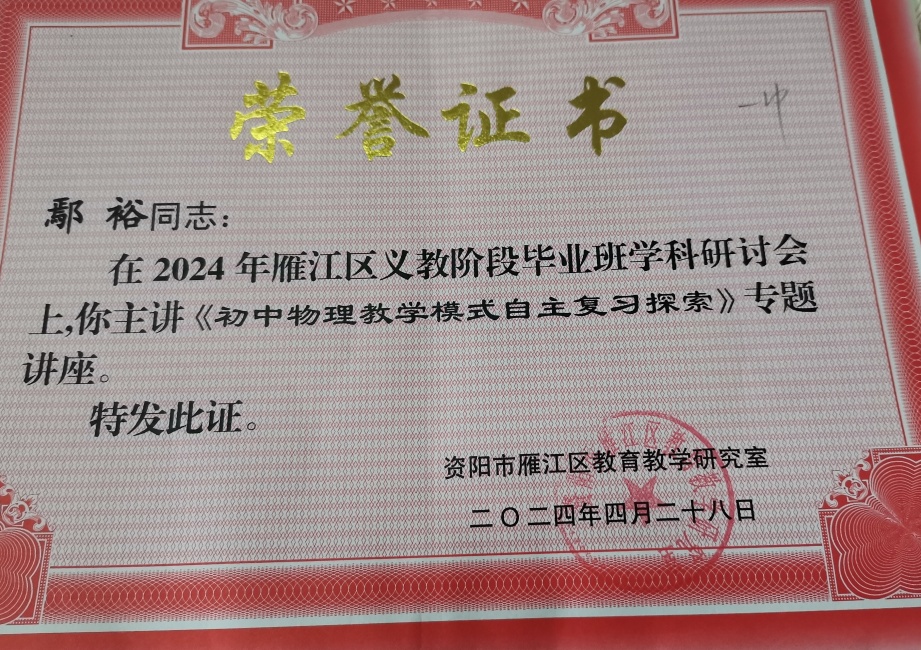 荣誉证书
一中
鄢 裕同志：
在 2024 年雁江区义教阶段毕业班学科研讨会
上,你主讲《初中物理教学模式自主复习探索》专题
讲座。
特发此证。
资阳市雁江区教育教学研究室
二〇二四年四月二十八日